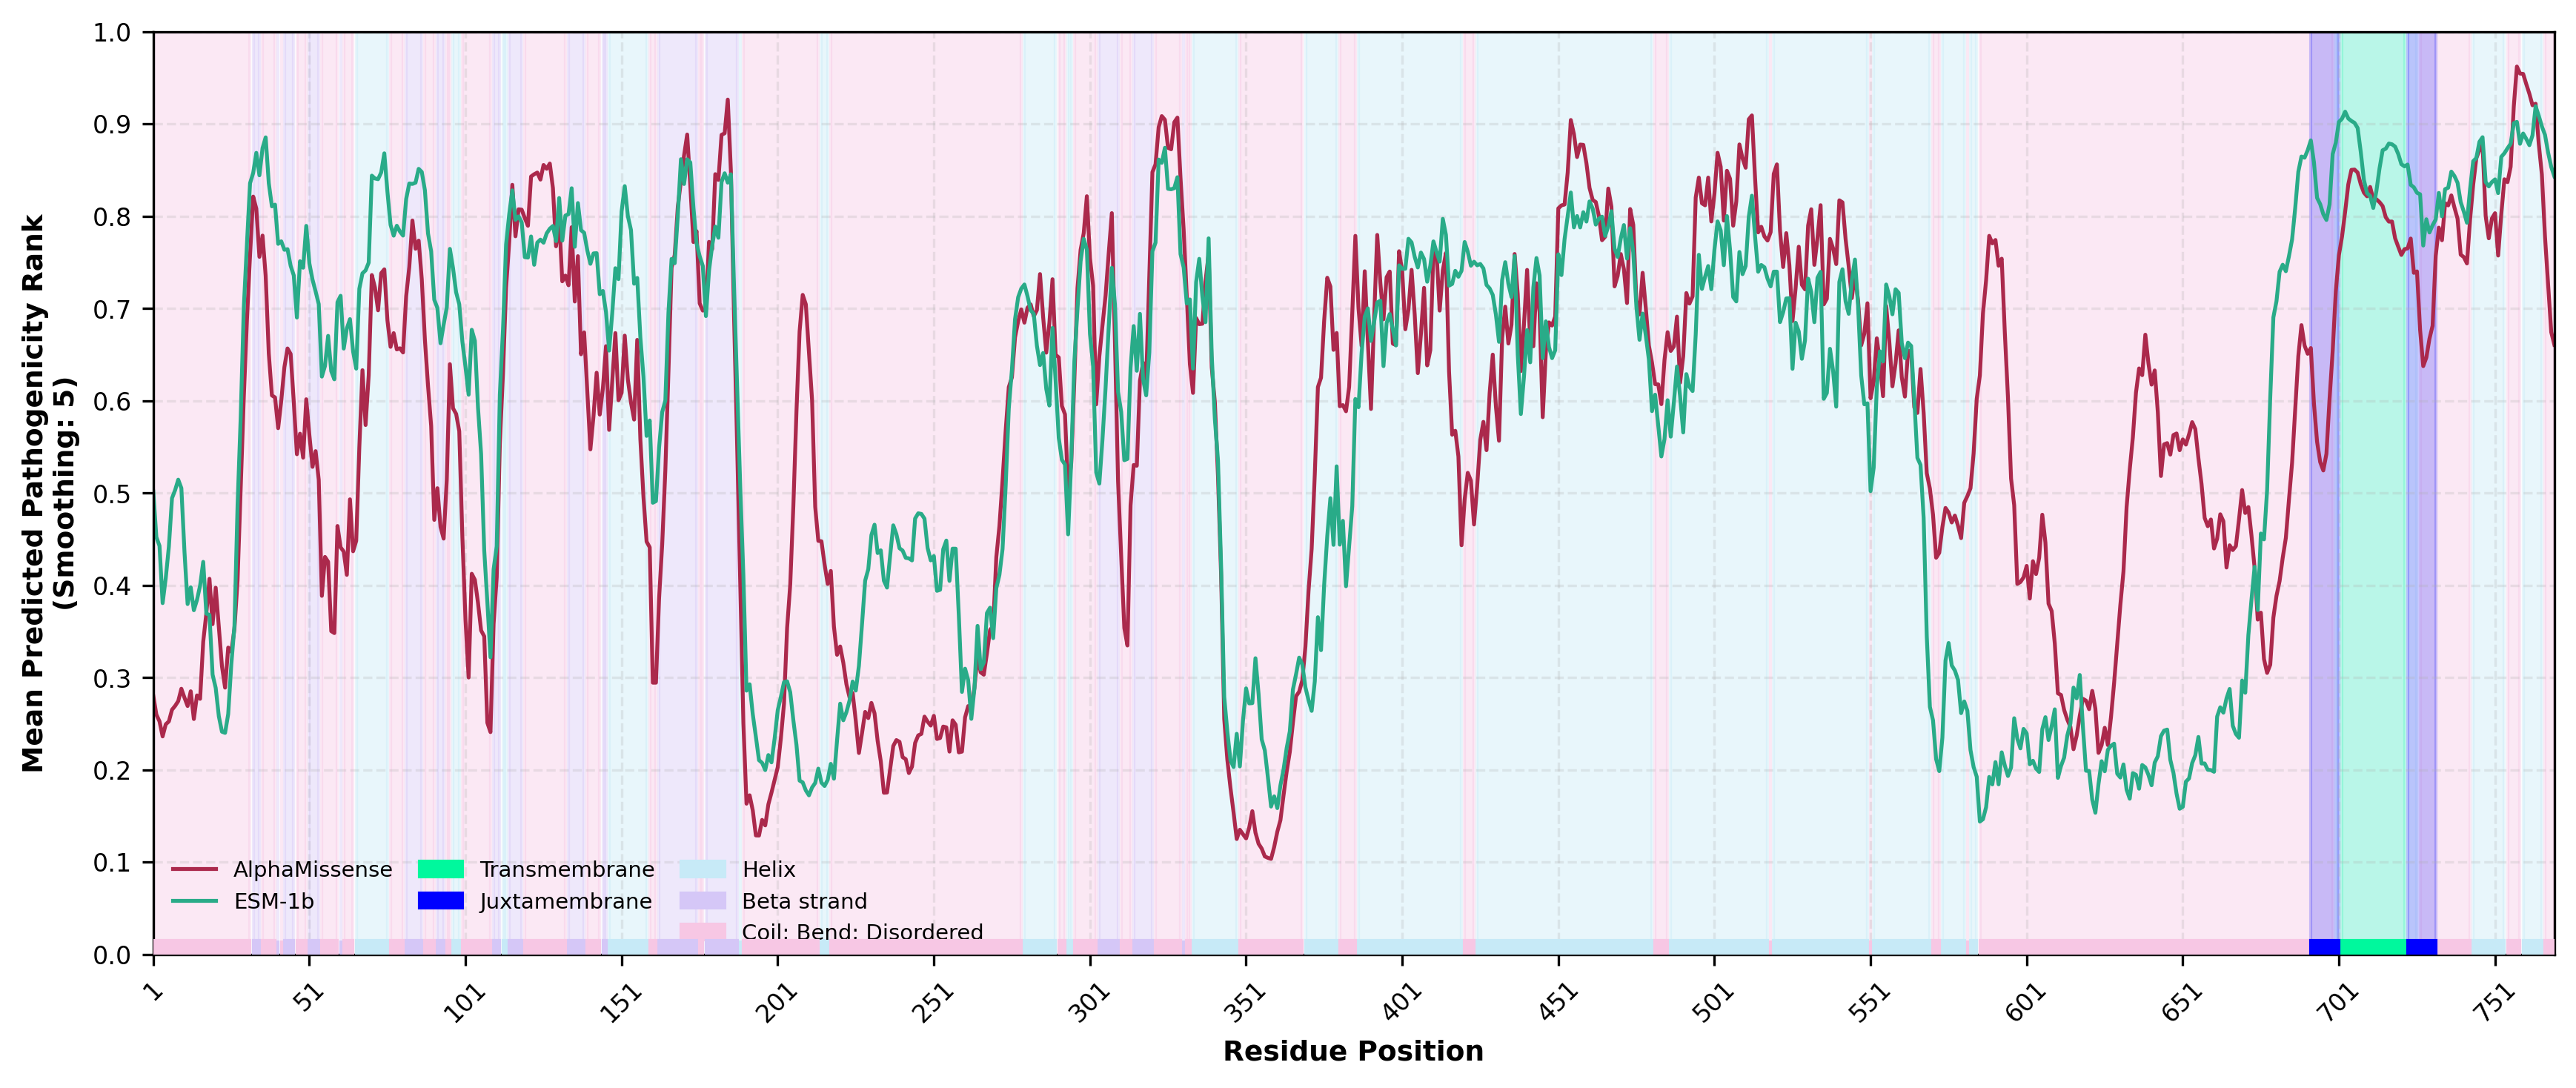 Mean Predicted Pathogenicity Rank
(Smoothing: 5)
1.0
0.9
0.8
0.7
0.6
0.5
0.4
0.3
0.2
0.1
0.0
AlphaMissense
ESM-1b
Transmembrane
Juxtamembrane
Helix
Beta strand
Coil; Bend; Disordered
1
51
101
151
201
251
301
351
401
451
501
551
601
651
701
751
Residue Position